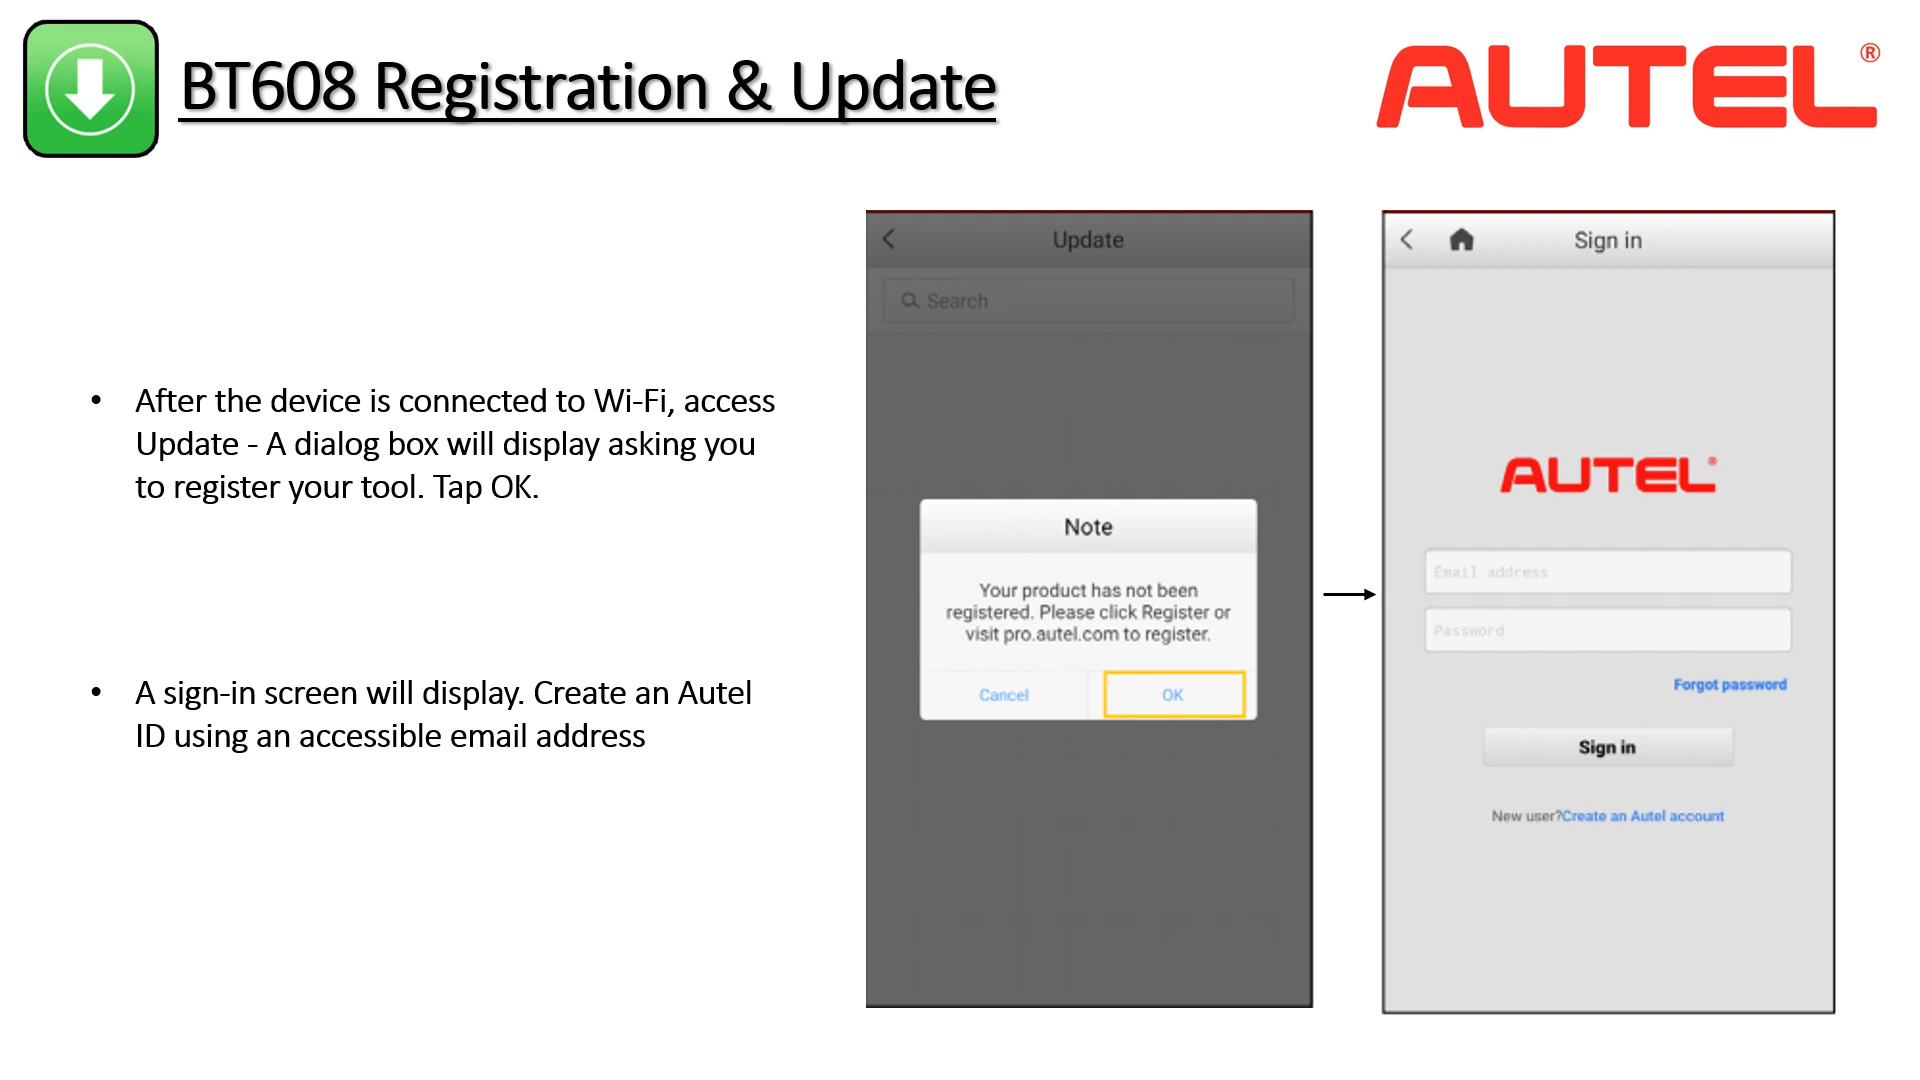 BT608 Registration & Update
AUTEL®
• After the device is connected to Wi-Fi, access
Update - A dialog box will display asking you
to register your tool. Tap OK.
• A sign-in screen will display. Create an Autel
ID using an accessible email address
Update
Search
Note
Your product has not been
registered. Please click Register or
visit pro.autel.com to register.
Cancel
OK
Sign in
AUTEL®
Email address
Password
Forgot password
Sign in
New user?Create an Autel account